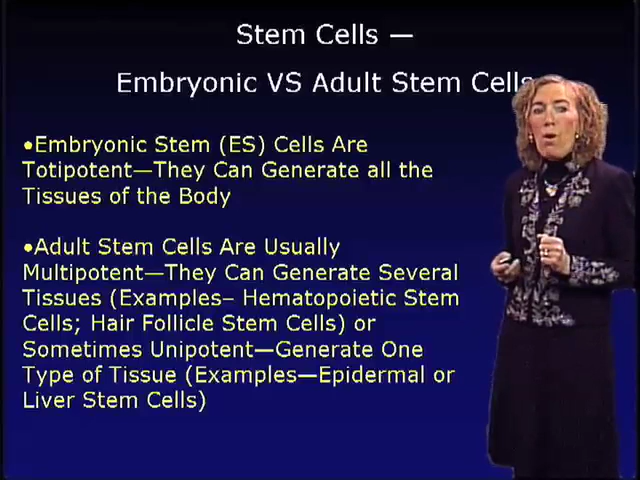 Stem Cells —
Embryonic VS Adult Stem Cells
•Embryonic Stem (ES) Cells Are
Totipotent—They Can Generate all the
Tissues of the Body
•Adult Stem Cells Are Usually
Multipotent—They Can Generate Several
Tissues (Examples– Hematopoietic Stem
Cells; Hair Follicle Stem Cells) or
Sometimes Unipotent—Generate One
Type of Tissue (Examples—Epidermal or
Liver Stem Cells)